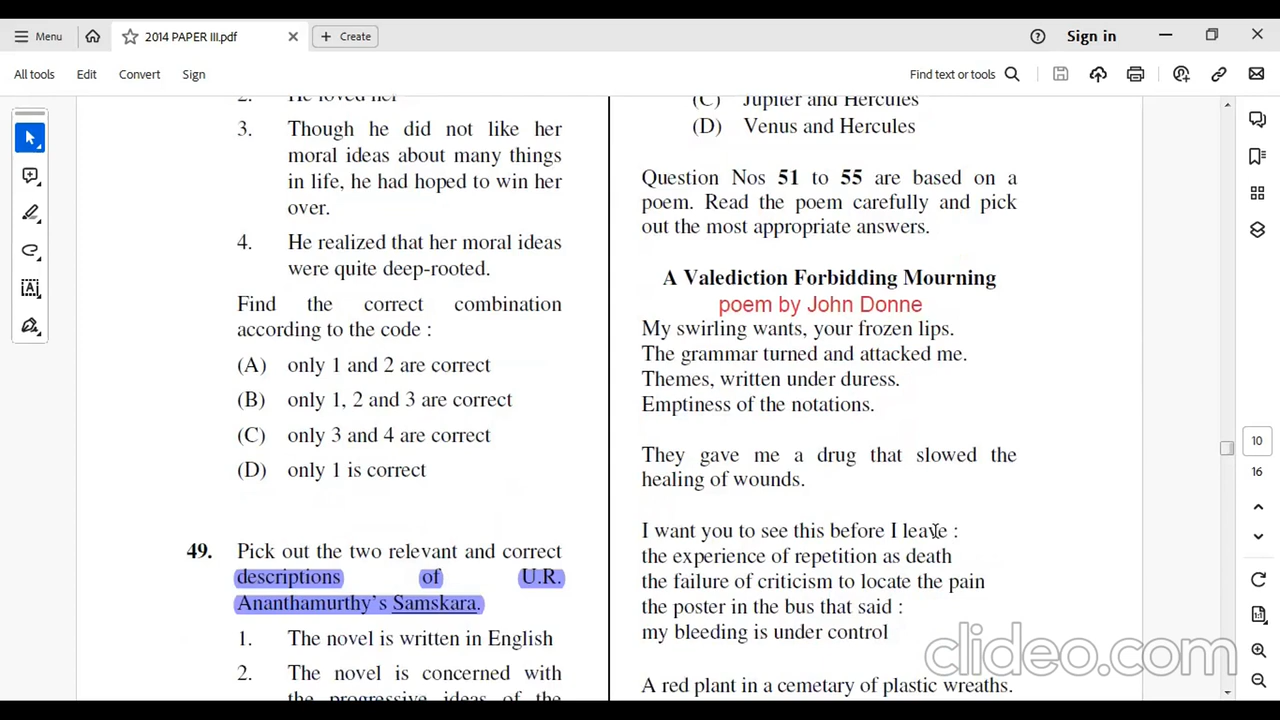 Menu
2014 PAPER III.pdf
Create
Sign in
All tools
Edit
Convert
Sign
Find text or tools
3. Though he did not like her
moral ideas about many things
in life, he had hoped to win her
over.
4. He realized that her moral ideas
were quite deep-rooted.
Find the correct combination
according to the code :
(A) only 1 and 2 are correct
(B) only 1, 2 and 3 are correct
(C) only 3 and 4 are correct
(D) only 1 is correct
49. Pick out the two relevant and correct
descriptions of U.R.
Ananthamurthy's Samskara.
1. The novel is written in English
2. The novel is concerned with
the progressive ideas of the
(C) Jupiter and Hercules
(D) Venus and Hercules
Question Nos 51 to 55 are based on a
poem. Read the poem carefully and pick
out the most appropriate answers.
A Valediction Forbidding Mourning
poem by John Donne
My swirling wants, your frozen lips.
The grammar turned and attacked me.
Themes, written under duress.
Emptiness of the notations.
They gave me a drug that slowed the
healing of wounds.
I want you to see this before I leave :
the experience of repetition as death
the failure of criticism to locate the pain
the poster in the bus that said :
my bleeding is under control
A red plant in a cemetary of plastic wreaths.
10
16
clideo.com